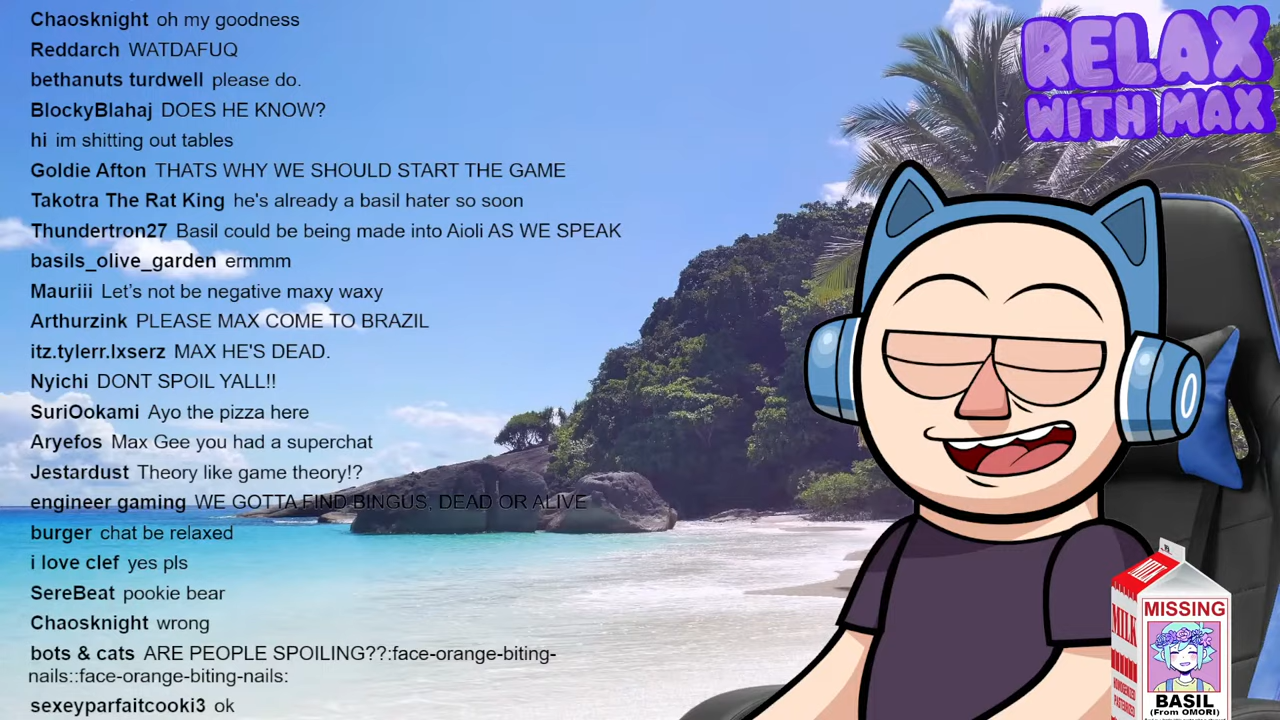 Chaosknight oh my goodness
Reddarch WATDAFUQ
bethanuts turdwell please do.
BlockyBlahaj DOES HE KNOW?
hi im shitting out tables
Goldie Afton THATS WHY WE SHOULD START THE GAME
Takotra The Rat King he's already a basil hater so soon
Thundertron27 Basil could be being made into Aioli AS WE SPEAK
basils_olive_garden ermmm
Mauriii Let's not be negative maxy waxy
Arthurzink PLEASE MAX COME TO BRAZIL
itz.tylerr.lxserz MAX HE'S DEAD.
Nyichi DONT SPOIL YALL!!
SuriOokami Ayo the pizza here
Aryefos Max Gee you had a superchat
Jestardust Theory like game theory!?
engineer gaming WE GOTTA FIND BINGUS, DEAD OR ALIVE
burger chat be relaxed
i love clef yes pls
SereBeat pookie bear
Chaosknight wrong
bots & cats ARE PEOPLE SPOILING??:face-orange-biting-
nails::face-orange-biting-nails:
sexeyparfaitcooki3 ok
RELAX
WITH MAX
MILK
MISSING
BASIL
(From OMORI)